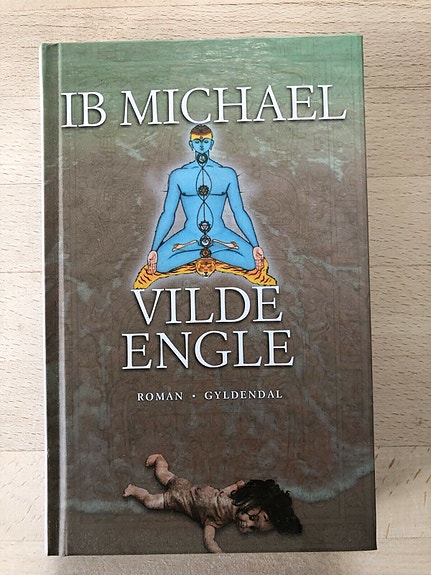 IB MICHAEL
VILDE
ENGLE
ROMAN • GYLDENDAL